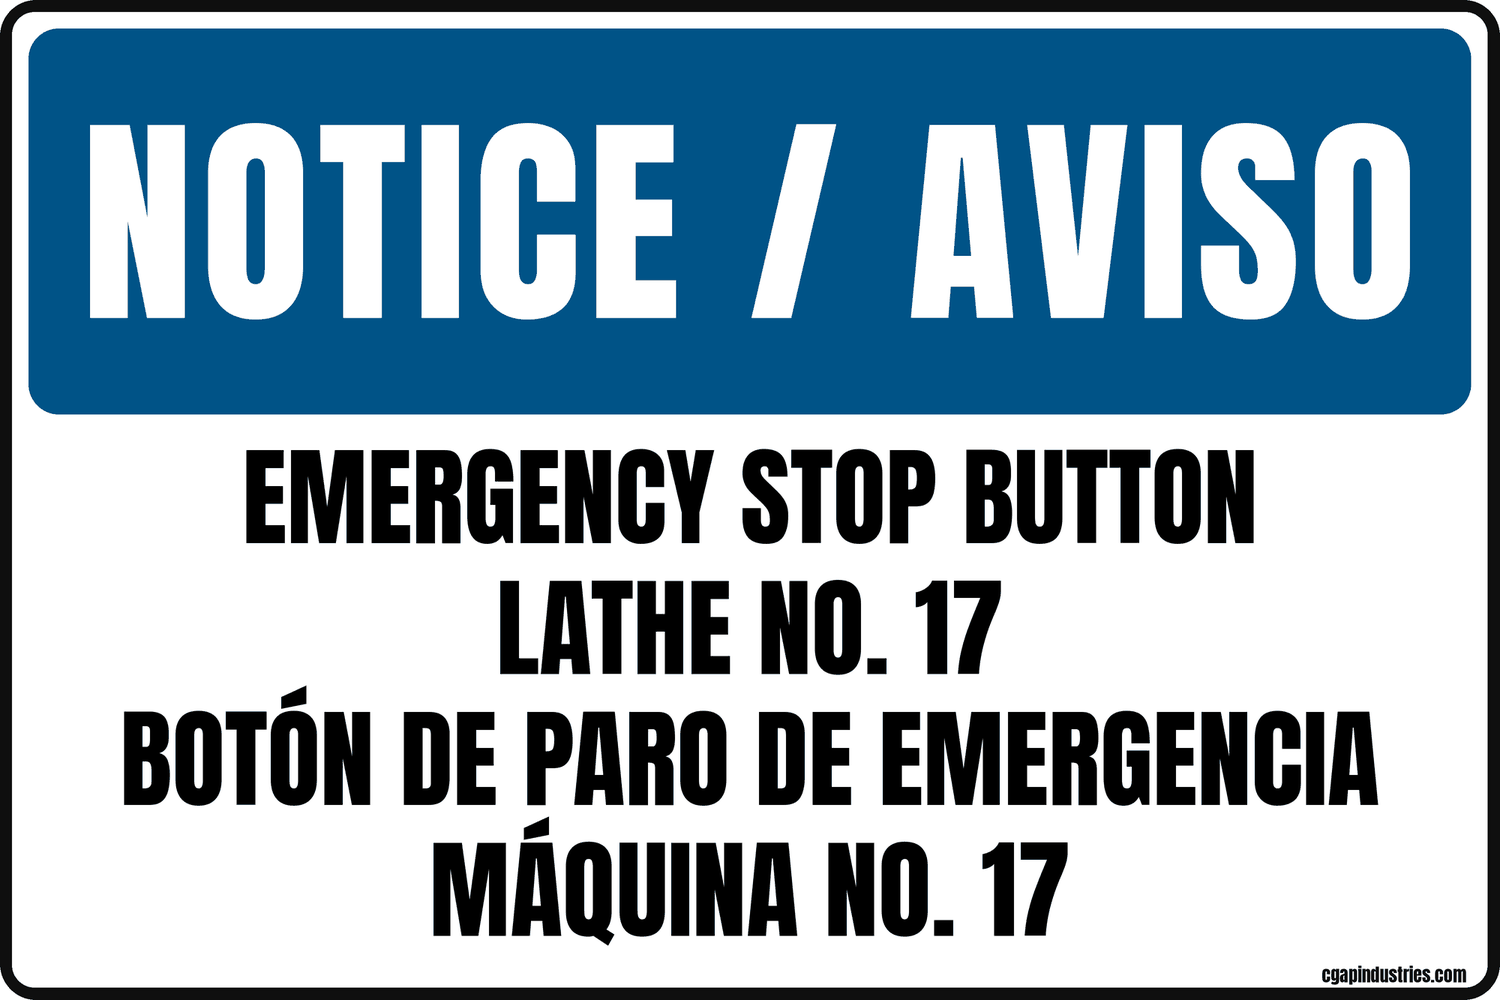 NOTICE / AVISO
EMERGENCY STOP BUTTON
LATHE NO. 17
BOTÓN DE PARO DE EMERGENCIA
MÁQUINA NO. 17
cgapindustries.com